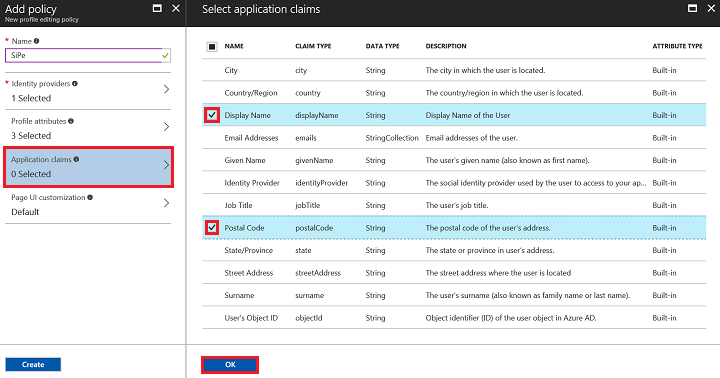 Add policy
New profile editing policy
* Name
SiPe
* Identity providers
1 Selected
Profile attributes
3 Selected
Application claims
0 Selected
Page UI customization
Default
Create
Select application claims
NAME CLAIM TYPE DATA TYPE DESCRIPTION ATTRIBUTE TYPE
City city String The city in which the user is located. Built-in
Country/Region country String The country/region in which the user is located. Built-in
Display Name displayName String Display Name of the User Built-in
Email Addresses emails StringCollection Email addresses of the user. Built-in
Given Name givenName String The user's given name (also known as first name). Built-in
Identity Provider identityProvider String The social identity provider used by the user to access to your ap... Built-in
Job Title jobTitle String The user's job title. Built-in
Postal Code postalCode String The postal code of the user's address. Built-in
State/Province state String The state or province in user's address. Built-in
Street Address streetAddress String The street address where the user is located Built-in
Surname surname String The user's surname (also known as family name or last name). Built-in
User's Object ID objectId String Object identifier (ID) of the user object in Azure AD. Built-in
OK